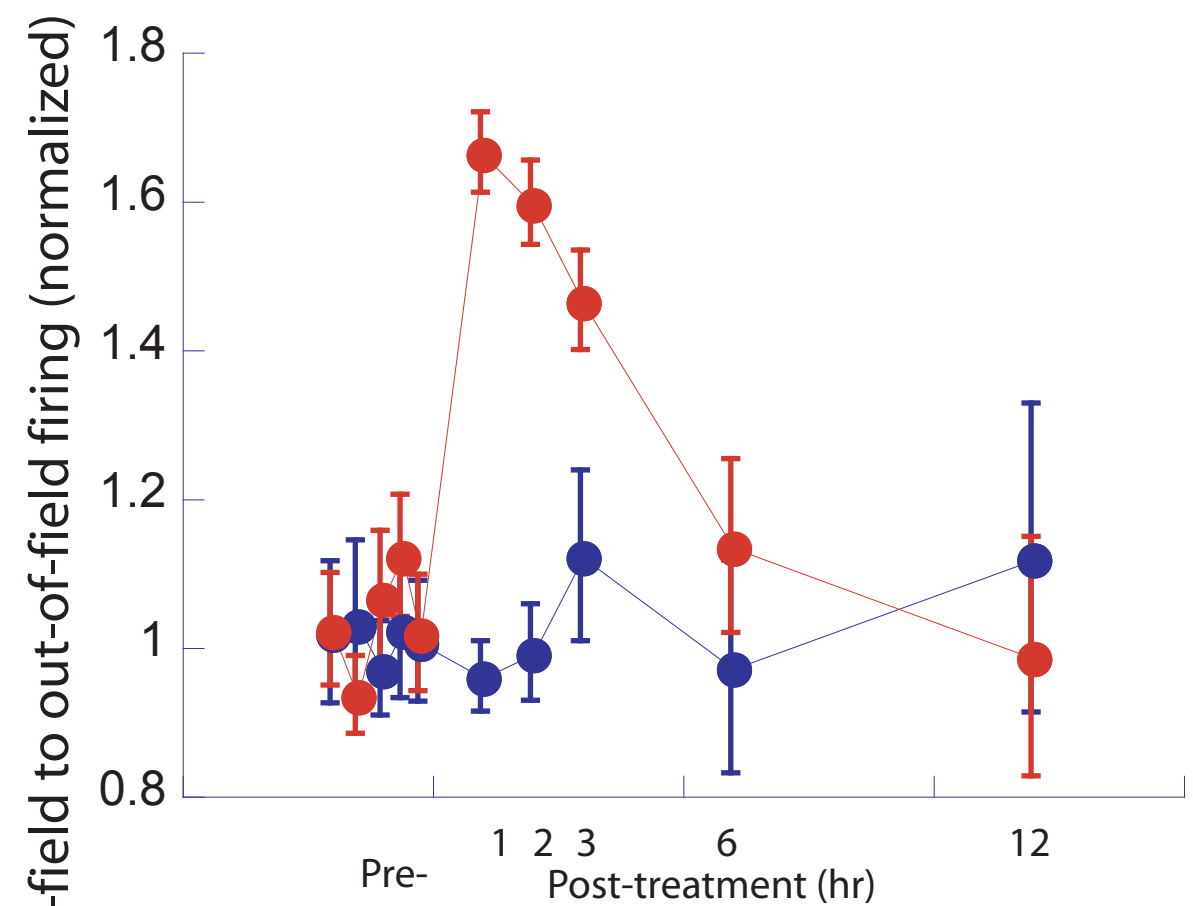 -field to out-of-field firing (normalized)
1.8
1.6
1.4
1.2
1
0.8
1 2 3 6 12
Pre-
Post-treatment (hr)